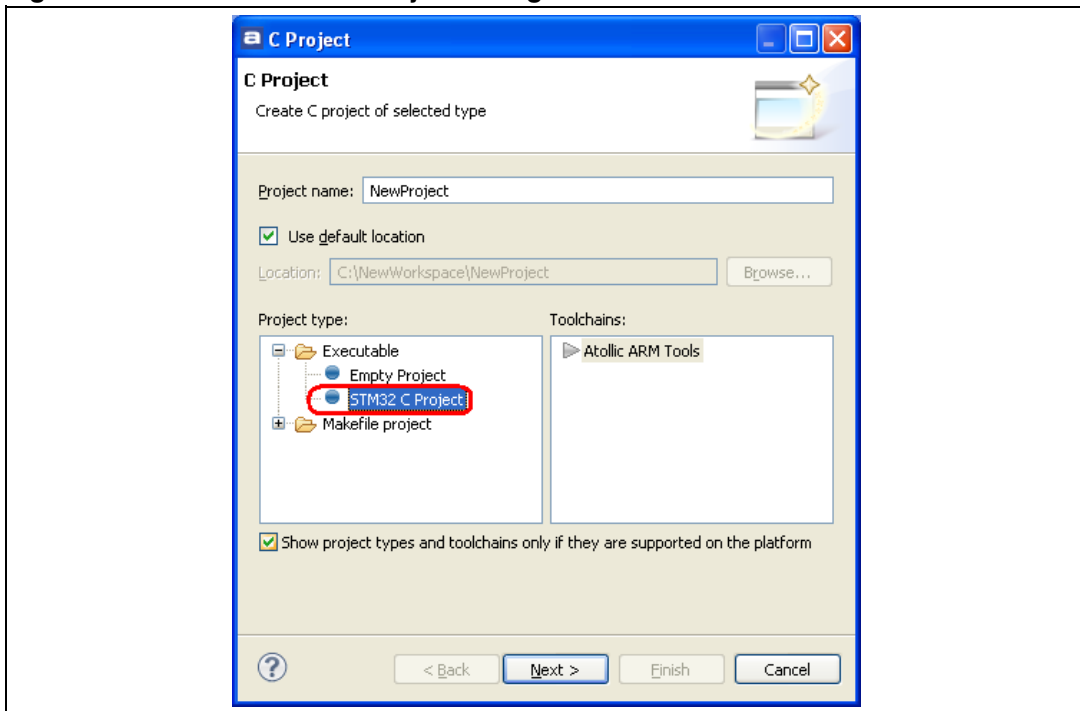 C Project
C Project
Create C project of selected type
Project name: NewProject
Use default location
Location: C:\NewWorkspace\NewProject Browse...
Project type: Toolchains:
Executable Atollic ARM Tools
Empty Project
STM32 C Project
Makefile project
Show project types and toolchains only if they are supported on the platform
< Back Next > Finish Cancel